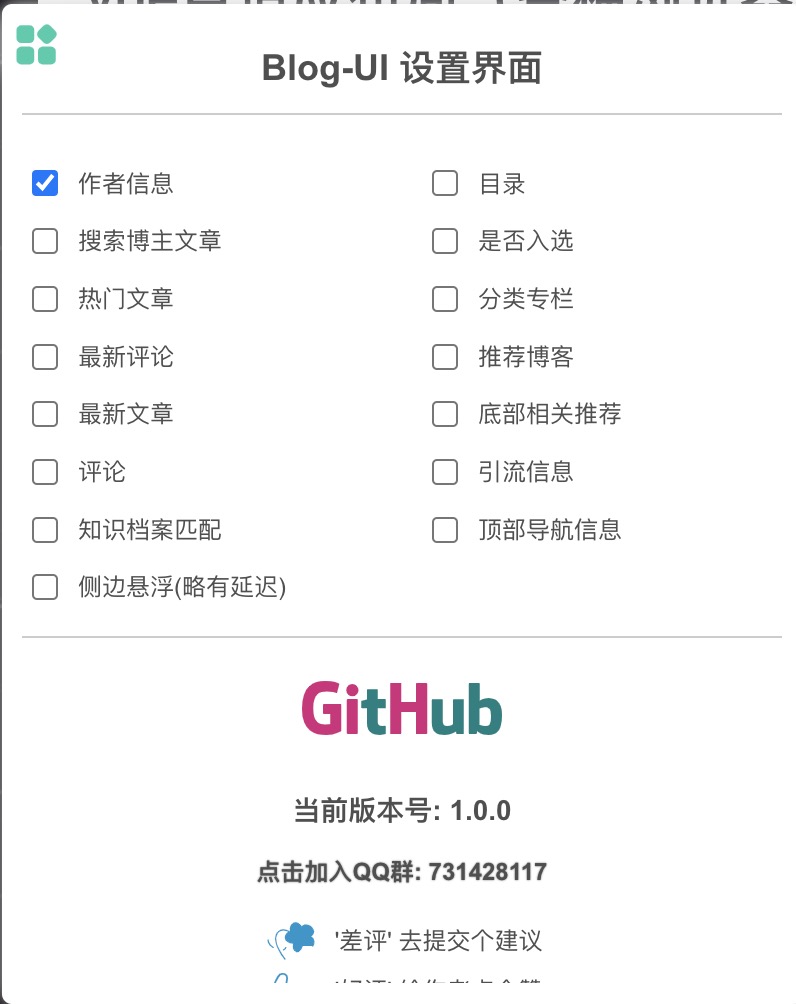 Blog-UI 设置界面
作者信息 目录
搜索博主文章 是否入选
热门文章 分类专栏
最新评论 推荐博客
最新文章 底部相关推荐
评论 引流信息
知识档案匹配 顶部导航信息
侧边悬浮(略有延迟)
GitHub
当前版本号: 1.0.0
点击加入QQ群: 731428117
'差评' 去提交个建议